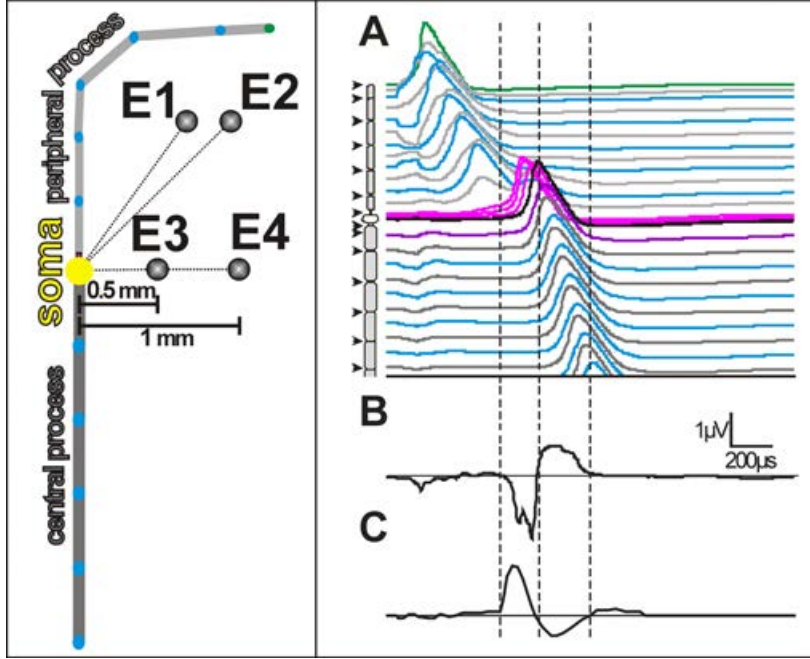 peripheral process
E1
E2
soma
E3
E4
0.5 mm
1 mm
central process
A
B
1µV
200µs
C